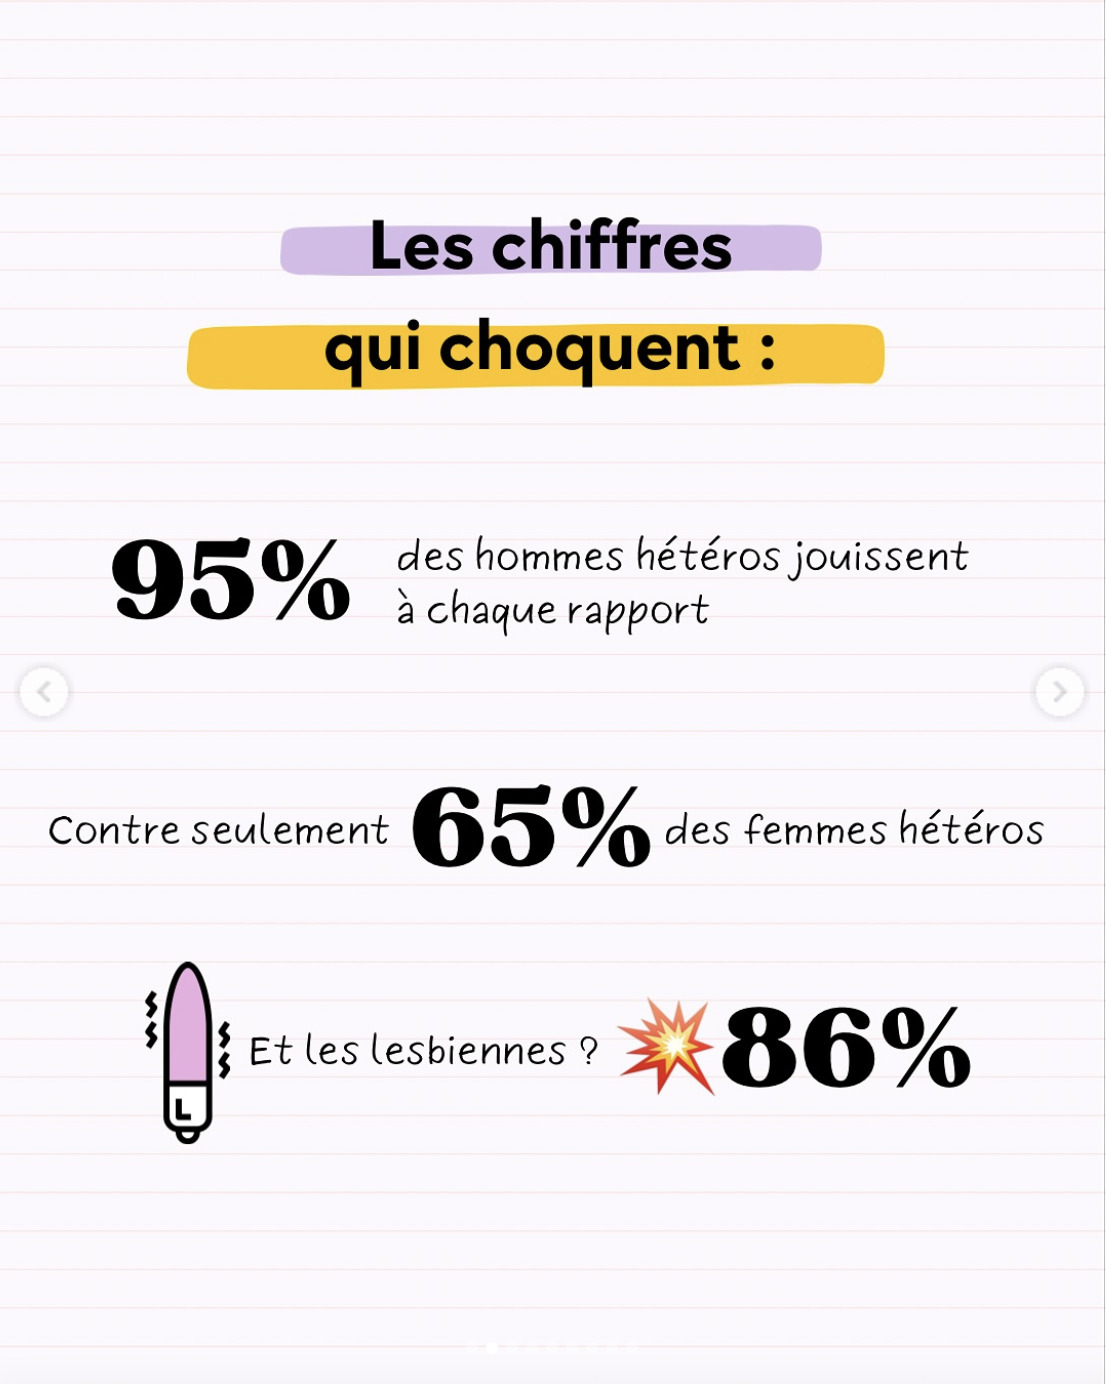 Les chiffres
qui choquent :
95% des hommes hétéros jouissent
à chaque rapport
Contre seulement 65% des femmes hétéros
L
Et les lesbiennes ? 💥86%